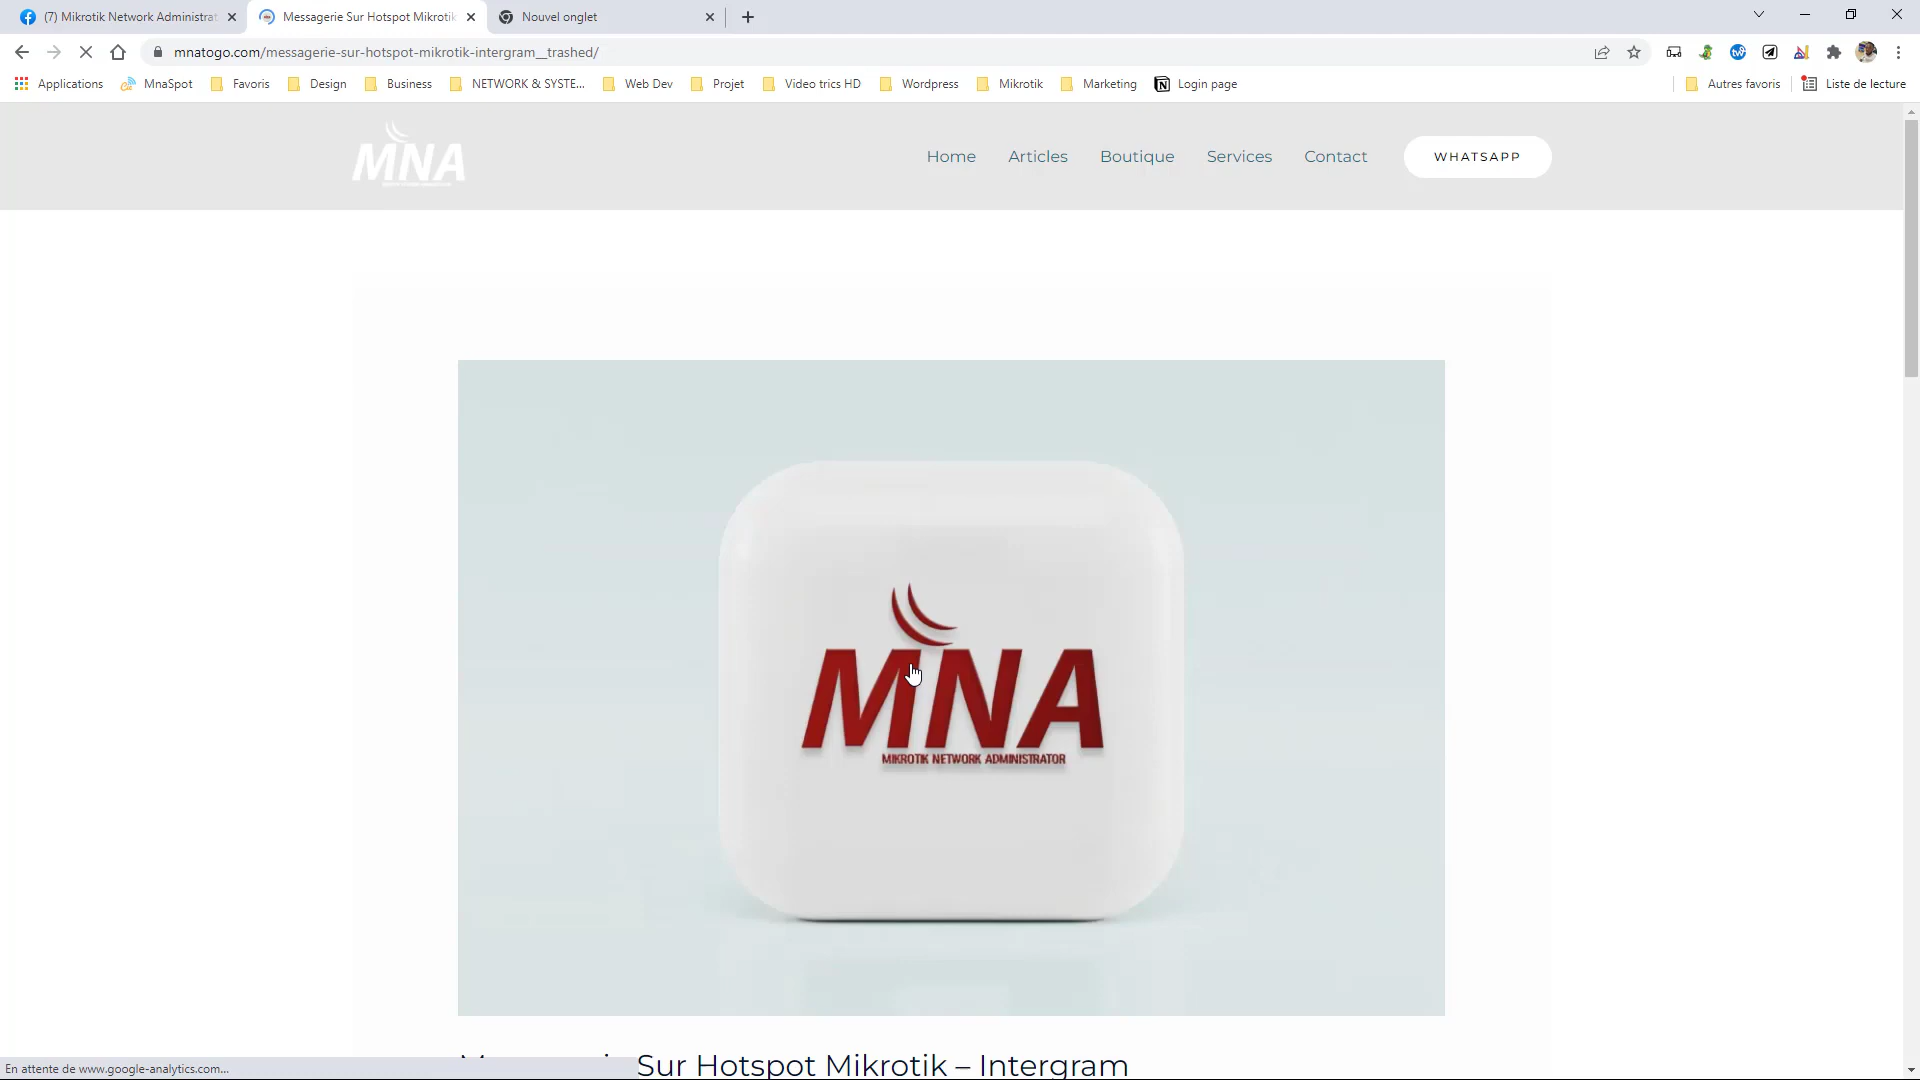 (7) Mikrotik Network Administrat
Messagerie Sur Hotspot Mikrotik
Nouvel onglet
mnatogo.com/messagerie-sur-hotspot-mikrotik-intergram__trashed/
Applications
MnaSpot
Favoris
Design
Business
NETWORK & SYSTE...
Web Dev
Projet
Video trics HD
Wordpress
Mikrotik
Marketing
Login page
Autres favoris
Liste de lecture
MNA
Home
Articles
Boutique
Services
Contact
WHATSAPP
MNA
MIKROTIK NETWORK ADMINISTRATOR
Sur Hotspot Mikrotik – Intergram
En attente de www.google-analytics.com...